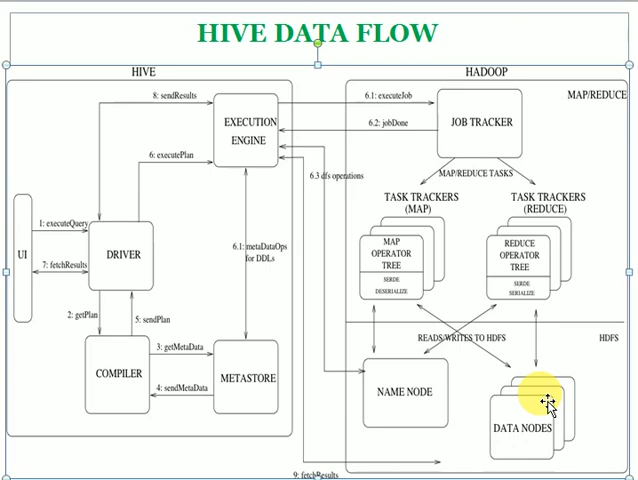 HIVE DATA FLOW
HIVE
HADOOP
MAP/REDUCE
8: sendResults
EXECUTION
ENGINE
6.1: executeJob
6.2: jobDone
JOB TRACKER
6: executePlan
6.3 dfs operations
MAP/REDUCE TASKS
TASK TRACKERS
(MAP)
TASK TRACKERS
(REDUCE)
1: executeQuery
UI
DRIVER
7: fetchResults
6.1: metaDataOps
for DDLs
MAP
OPERATOR
TREE
SERDE
DESERIALIZE
REDUCE
OPERATOR
TREE
SERDE
SERIALIZE
2: getPlan
5: sendPlan
READS/WRITES TO HDFS
HDFS
3: getMetaData
COMPILER
METASTORE
4: sendMetaData
NAME NODE
DATA NODES
9: fetchResults